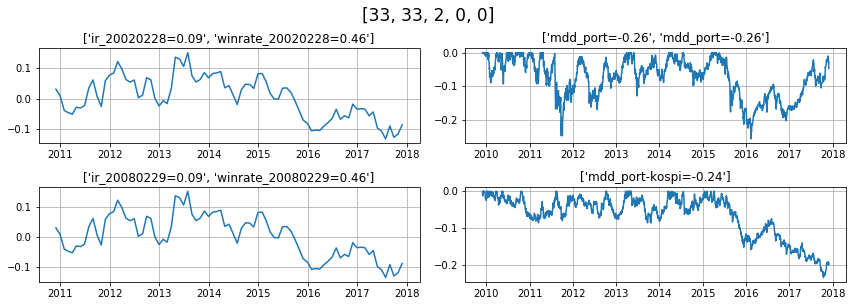 [33, 33, 2, 0, 0]
['ir_20020228=0.09', 'winrate_20020228=0.46']
0.1
0.0
−0.1
2011 2012 2013 2014 2015 2016 2017 2018
['mdd_port=-0.26', 'mdd_port=-0.26']
0.0
−0.1
−0.2
2010 2011 2012 2013 2014 2015 2016 2017 2018
['ir_20080229=0.09', 'winrate_20080229=0.46']
0.1
0.0
−0.1
2011 2012 2013 2014 2015 2016 2017 2018
['mdd_port-kospi=-0.24']
0.0
−0.1
−0.2
2010 2011 2012 2013 2014 2015 2016 2017 2018